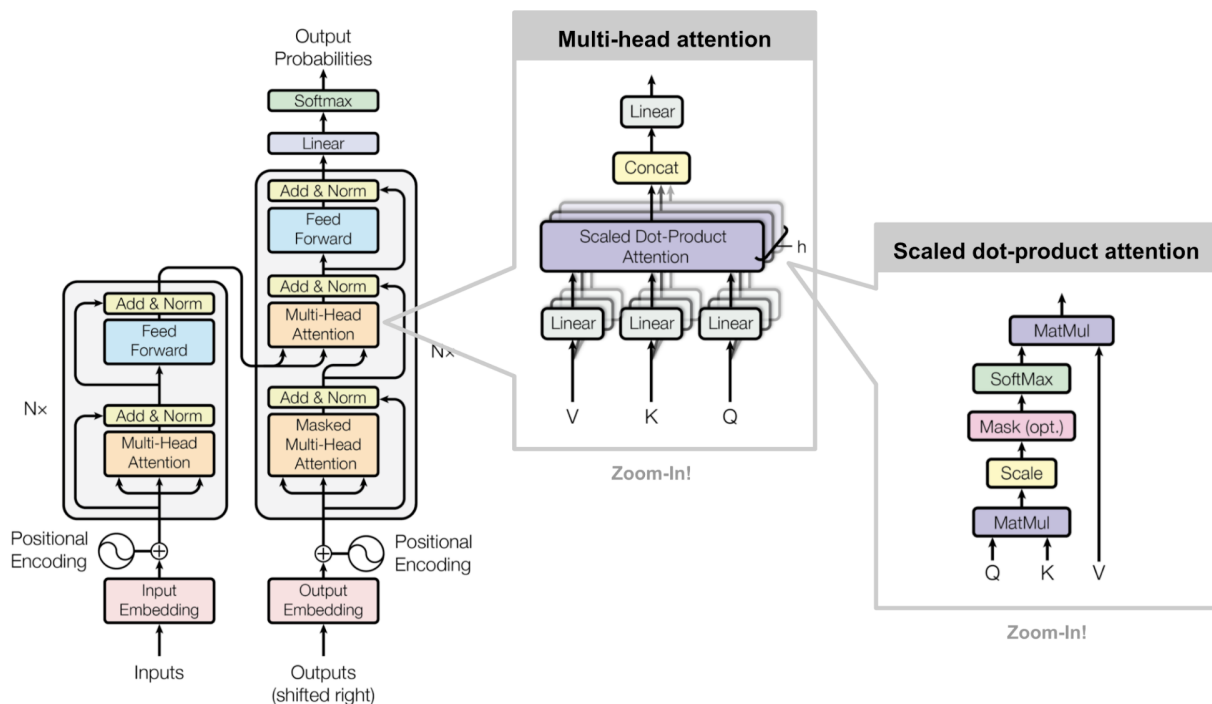 Output
Probabilities
Softmax
Linear
Add & Norm
Feed
Forward
Add & Norm
Multi-Head
Attention
Add & Norm
Masked
Multi-Head
Attention
N×
Add & Norm
Feed
Forward
Add & Norm
Multi-Head
Attention
N×
Positional
Encoding
Positional
Encoding
Input
Embedding
Output
Embedding
Inputs
Outputs
(shifted right)
Multi-head attention
Linear
Concat
Scaled Dot-Product
Attention
h
Linear
Linear
Linear
V
K
Q
Zoom-In!
Scaled dot-product attention
MatMul
SoftMax
Mask (opt.)
Scale
MatMul
Q
K
V
Zoom-In!